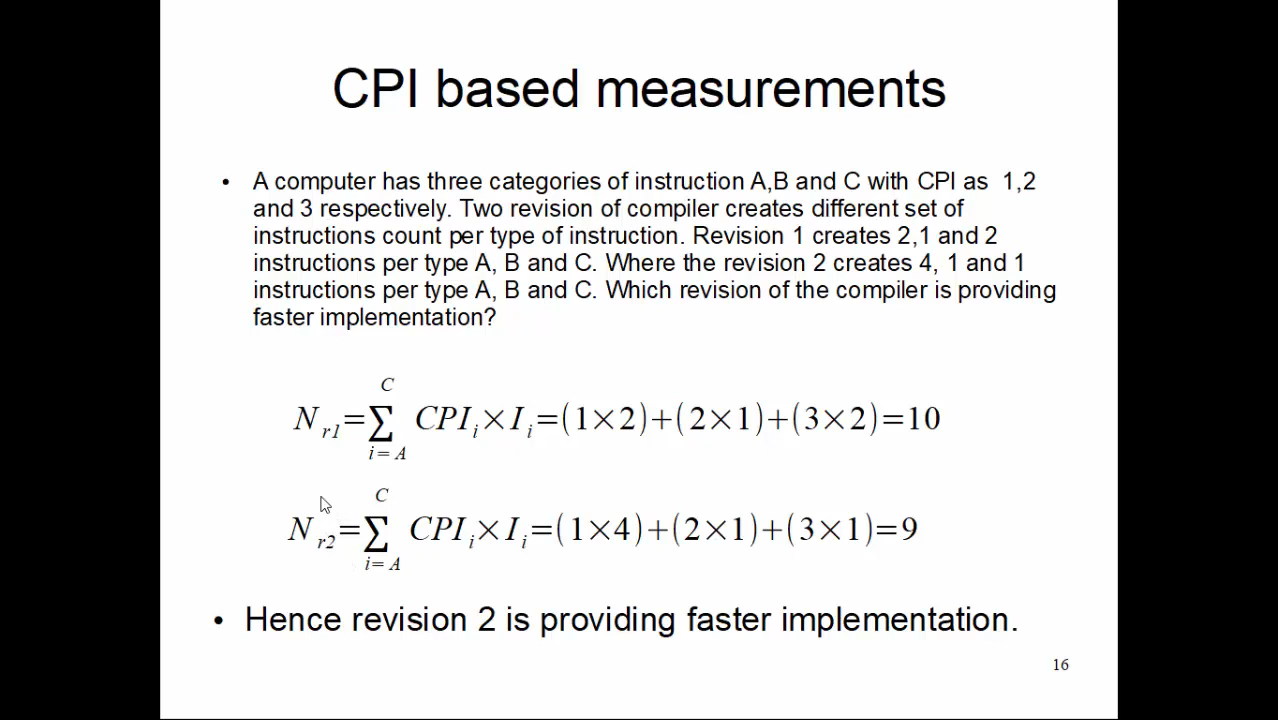 CPI based measurements
• A computer has three categories of instruction A,B and C with CPI as 1,2
and 3 respectively. Two revision of compiler creates different set of
instructions count per type of instruction. Revision 1 creates 2,1 and 2
instructions per type A, B and C. Where the revision 2 creates 4, 1 and 1
instructions per type A, B and C. Which revision of the compiler is providing
faster implementation?
N r1 = ∑ i=A C CPI i × I i = (1×2)+(2×1)+(3×2)=10
N r2 = ∑ i=A C CPI i × I i = (1×4)+(2×1)+(3×1)=9
• Hence revision 2 is providing faster implementation.
16